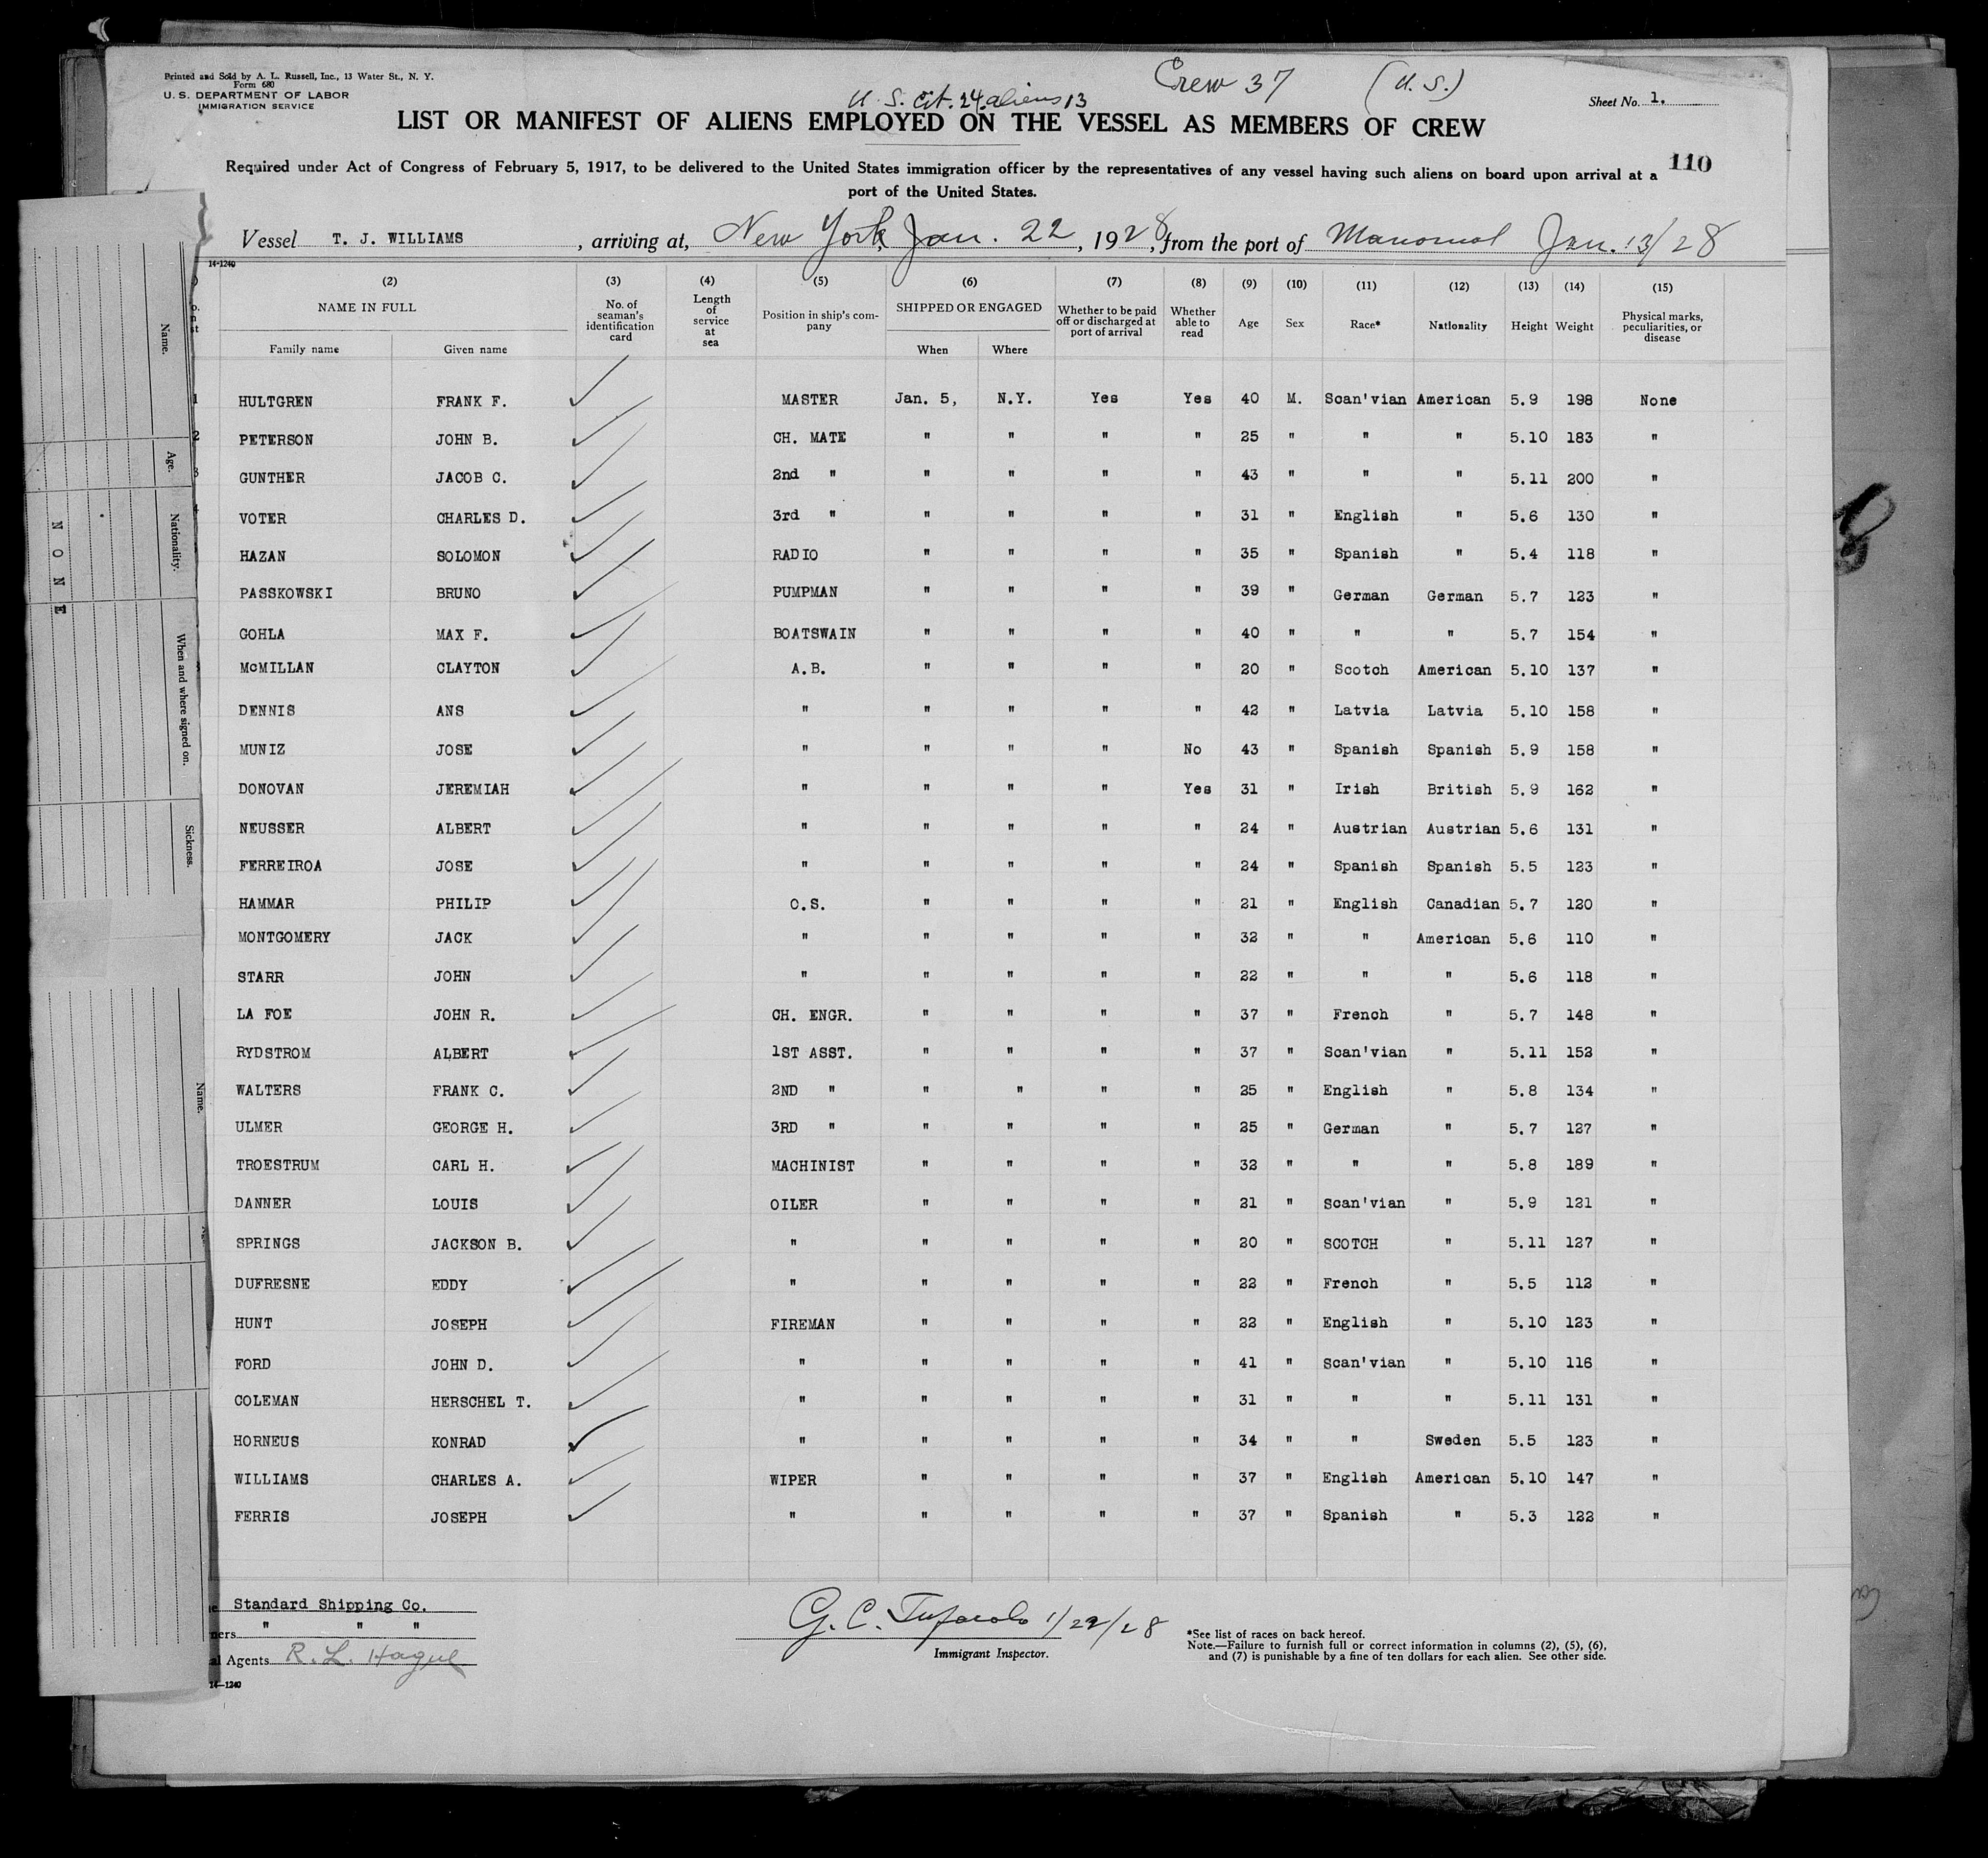 Printed and Sold by A. L. Russell, Inc., 13 Water St., N. Y.
Form 680
U. S. DEPARTMENT OF LABOR
IMMIGRATION SERVICE
Crew 37 (U. S.)
U. S. cit. 24. aliens 13
Sheet No. 1.
LIST OR MANIFEST OF ALIENS EMPLOYED ON THE VESSEL AS MEMBERS OF CREW
110
Required under Act of Congress of February 5, 1917, to be delivered to the United States immigration officer by the representatives of any vessel having such aliens on board upon arrival at a
port of the United States.
Vessel T. J. WILLIAMS, arriving at, New York, Jan. 22, 1928, from the port of Jan. 13/28
14-1240
(2) (3) (4) (5) (6) (7) (8) (9) (10) (11) (12) (13) (14) (15)
NAME IN FULL
Family name Given name
No. of seaman's identification card
Length of service at sea
Position in ship's company
SHIPPED OR ENGAGED
When Where
Whether to be paid off or discharged at port of arrival
Whether able to read
Age
Sex
Race*
Nationality
Height
Weight
Physical marks, peculiarities, or disease
1 HULTGREN FRANK F. MASTER Jan. 5, N.Y. Yes Yes 40 M. Scan'vian American 5.9 198 None
2 PETERSON JOHN B. CH. MATE " " " " 25 " " " 5.10 183 "
GUNTHER JACOB C. 2nd " " " " " 43 " " " 5.11 200 "
VOTER CHARLES D. 3rd " " " " " 31 " English " 5.6 130 "
HAZAN SOLOMON RADIO " " " " 35 " Spanish " 5.4 118 "
PASSKOWSKI BRUNO PUMPMAN " " " " 39 " German German 5.7 123 "
GOHLA MAX F. BOATSWAIN " " " " 40 " " " 5.7 154 "
McMILLAN CLAYTON A.B. " " " " 20 " Scotch American 5.10 137 "
DENNIS ANS " " " " " 42 " Latvia Latvia 5.10 158 "
MUNIZ JOSE " " " " No 43 " Spanish Spanish 5.9 158 "
DONOVAN JEREMIAH " " " " Yes 31 " Irish British 5.9 162 "
NEUSSER ALBERT " " " " " 24 " Austrian Austrian 5.6 131 "
FERREIROA JOSE " " " " " 24 " Spanish Spanish 5.5 123 "
HAMMAR PHILIP O.S. " " " " 21 " English Canadian 5.7 120 "
MONTGOMERY JACK " " " " " 32 " " American 5.6 110 "
STARR JOHN " " " " " 22 " " " 5.6 118 "
LA FOE JOHN R. CH. ENGR. " " " " 37 " French " 5.7 148 "
RYDSTROM ALBERT 1ST ASST. " " " " 37 " Scan'vian " 5.11 152 "
WALTERS FRANK C. 2ND " " " " " 25 " English " 5.8 134 "
ULMER GEORGE H. 3RD " " " " " 25 " German " 5.7 127 "
TROESTRUM CARL H. MACHINIST " " " " 32 " " " 5.8 189 "
DANNER LOUIS OILER " " " " 21 " Scan'vian " 5.9 121 "
SPRINGS JACKSON B. " " " " " 20 " SCOTCH " 5.11 127 "
DUFRESNE EDDY " " " " " 22 " French " 5.5 112 "
HUNT JOSEPH FIREMAN " " " " 22 " English " 5.10 123 "
FORD JOHN D. " " " " " 41 " Scan'vian " 5.10 116 "
COLEMAN HERSCHEL T. " " " " " 31 " " " 5.11 131 "
HORNEUS KONRAD " " " " " 34 " " Sweden 5.5 123 "
WILLIAMS CHARLES A. WIPER " " " " 37 " English American 5.10 147 "
FERRIS JOSEPH " " " " " 37 " Spanish " 5.3 122 "
Standard Shipping Co.
ners " " "
l Agents R. L. Hague
14-1240
G. C. 1/22/28
Immigrant Inspector.
*See list of races on back hereof.
Note.—Failure to furnish full or correct information in columns (2), (5), (6),
and (7) is punishable by a fine of ten dollars for each alien. See other side.
Name.
Age.
Nationality.
When and where signed on.
Sickness.
NONE
Name.